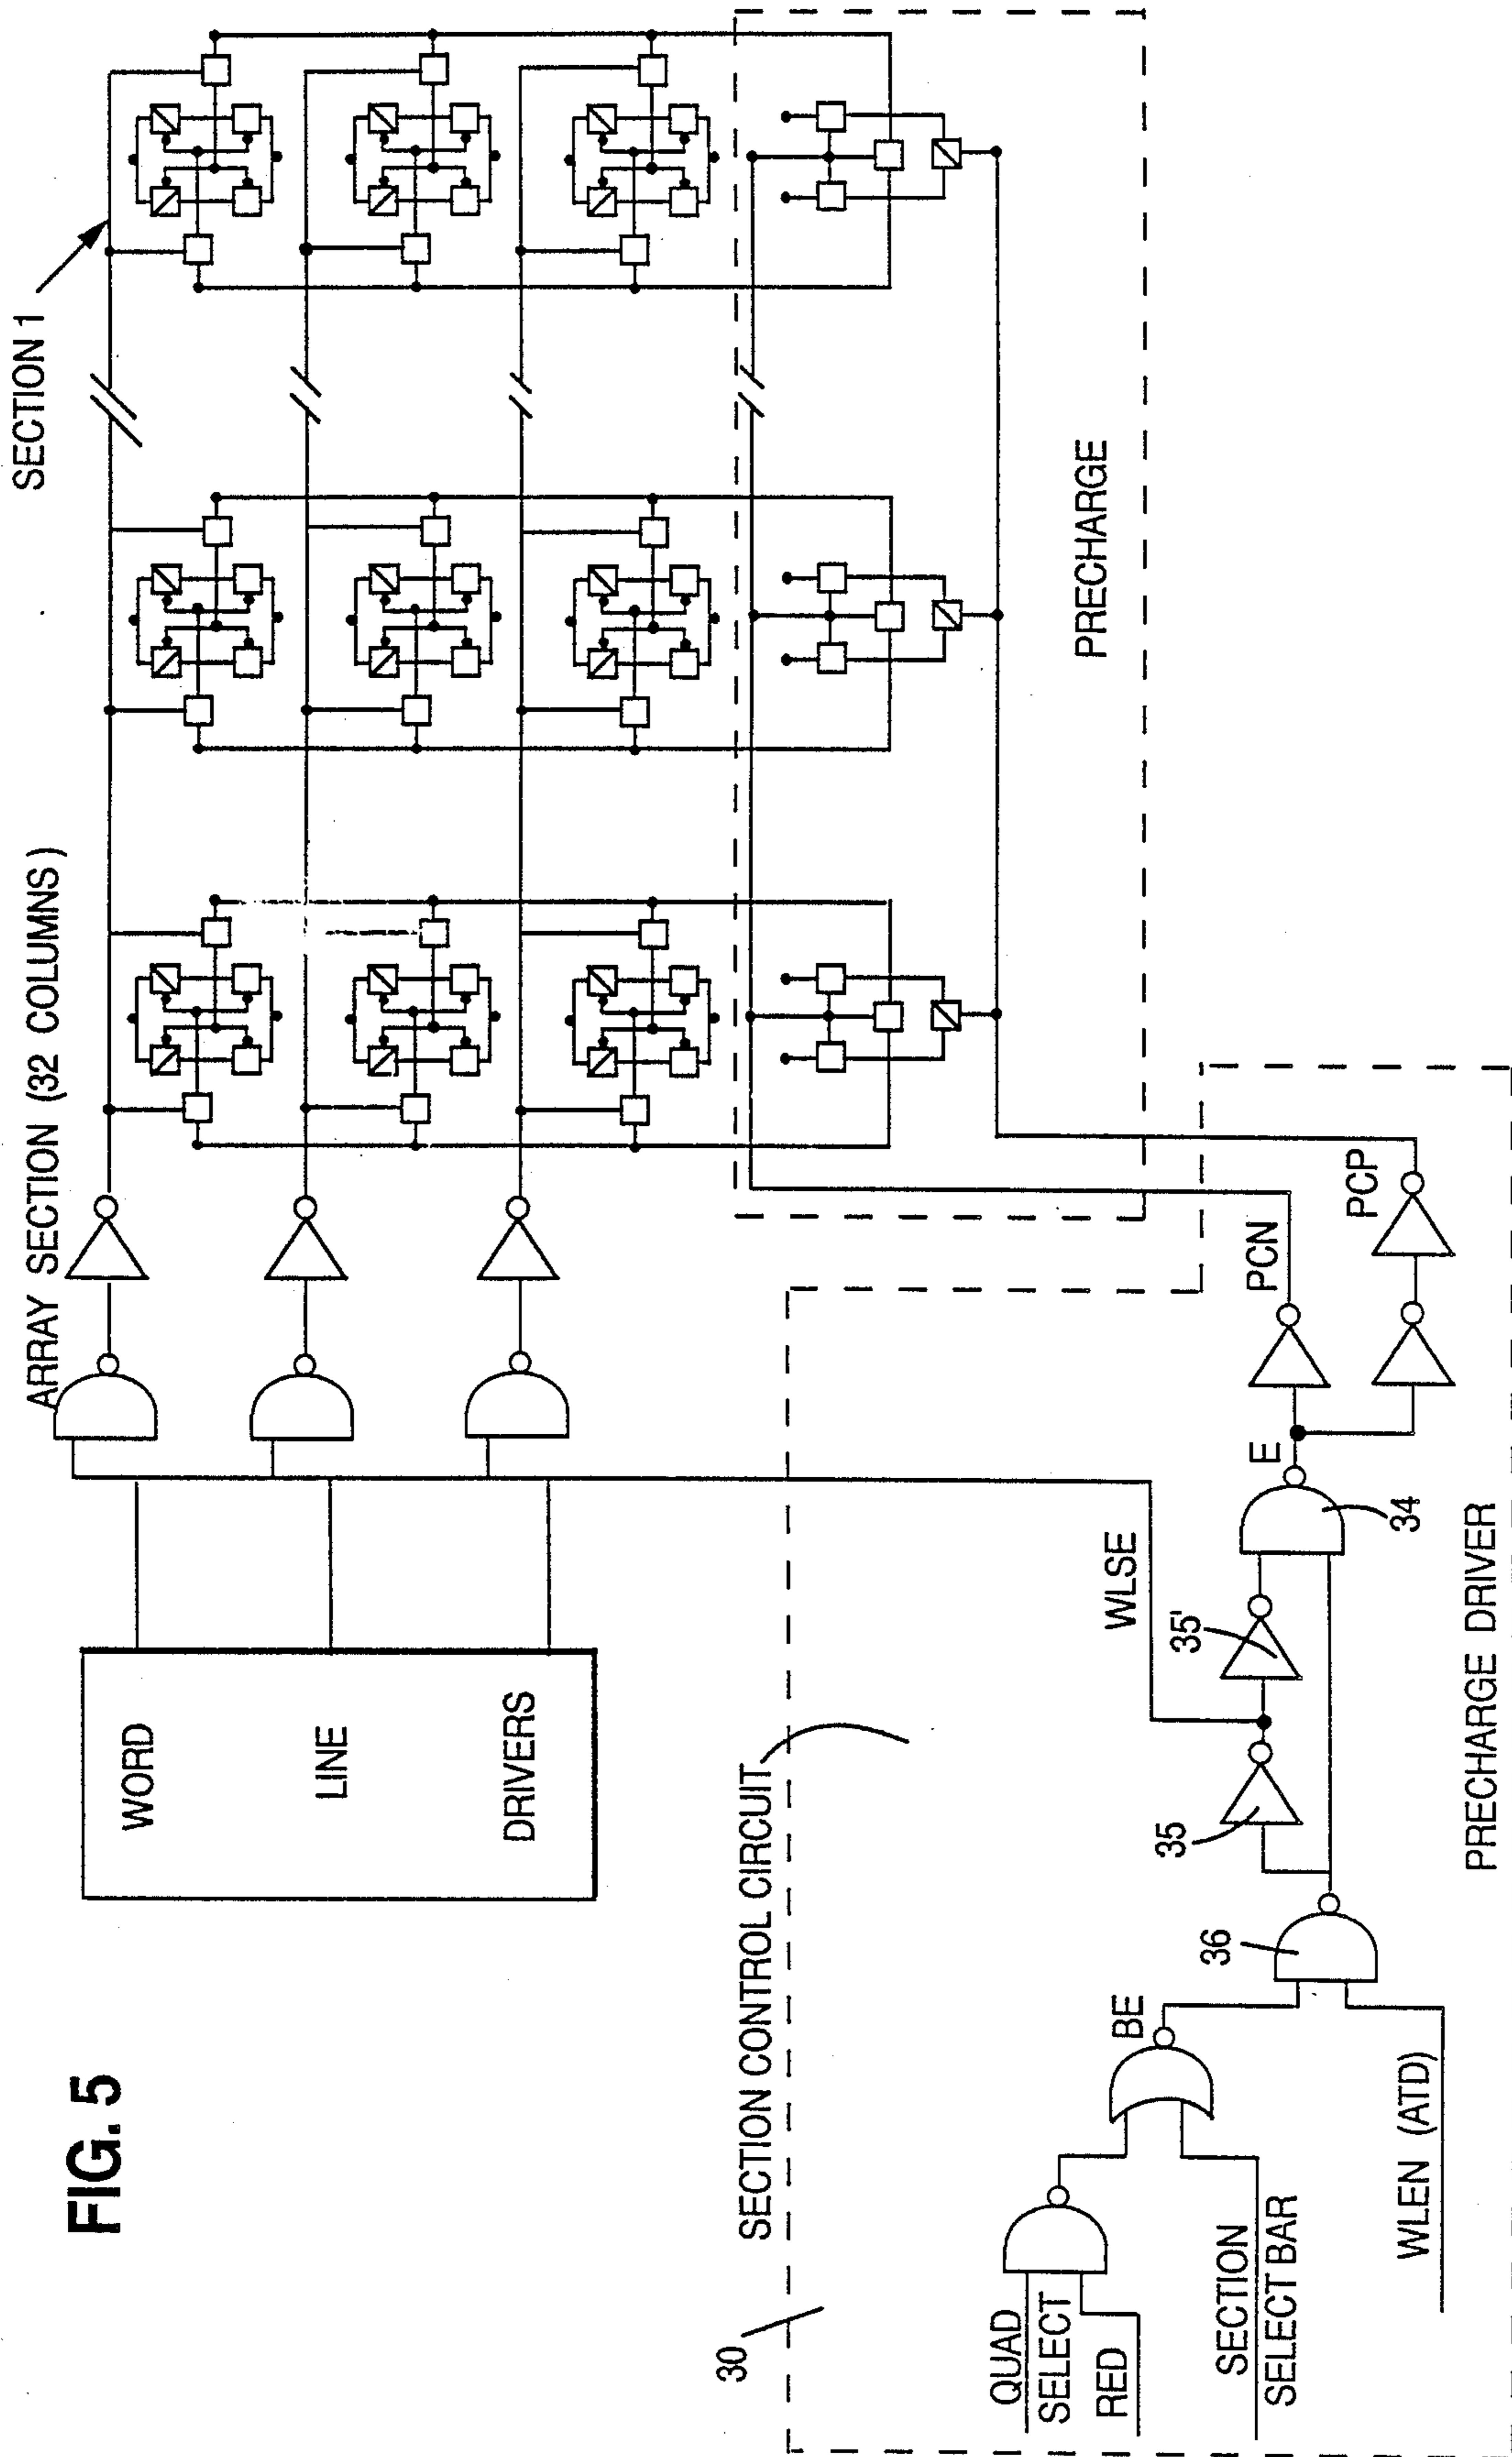 FIG. 5
ARRAY SECTION (32 COLUMNS)
SECTION 1
WORD
LINE
DRIVERS
SECTION CONTROL CIRCUIT
30
PRECHARGE
QUAD
SELECT
RED
SECTION
SELECT BAR
WLEN (ATD)
BE
36
35
35'
WLSE
34
E
PCN
PCP
PRECHARGE DRIVER